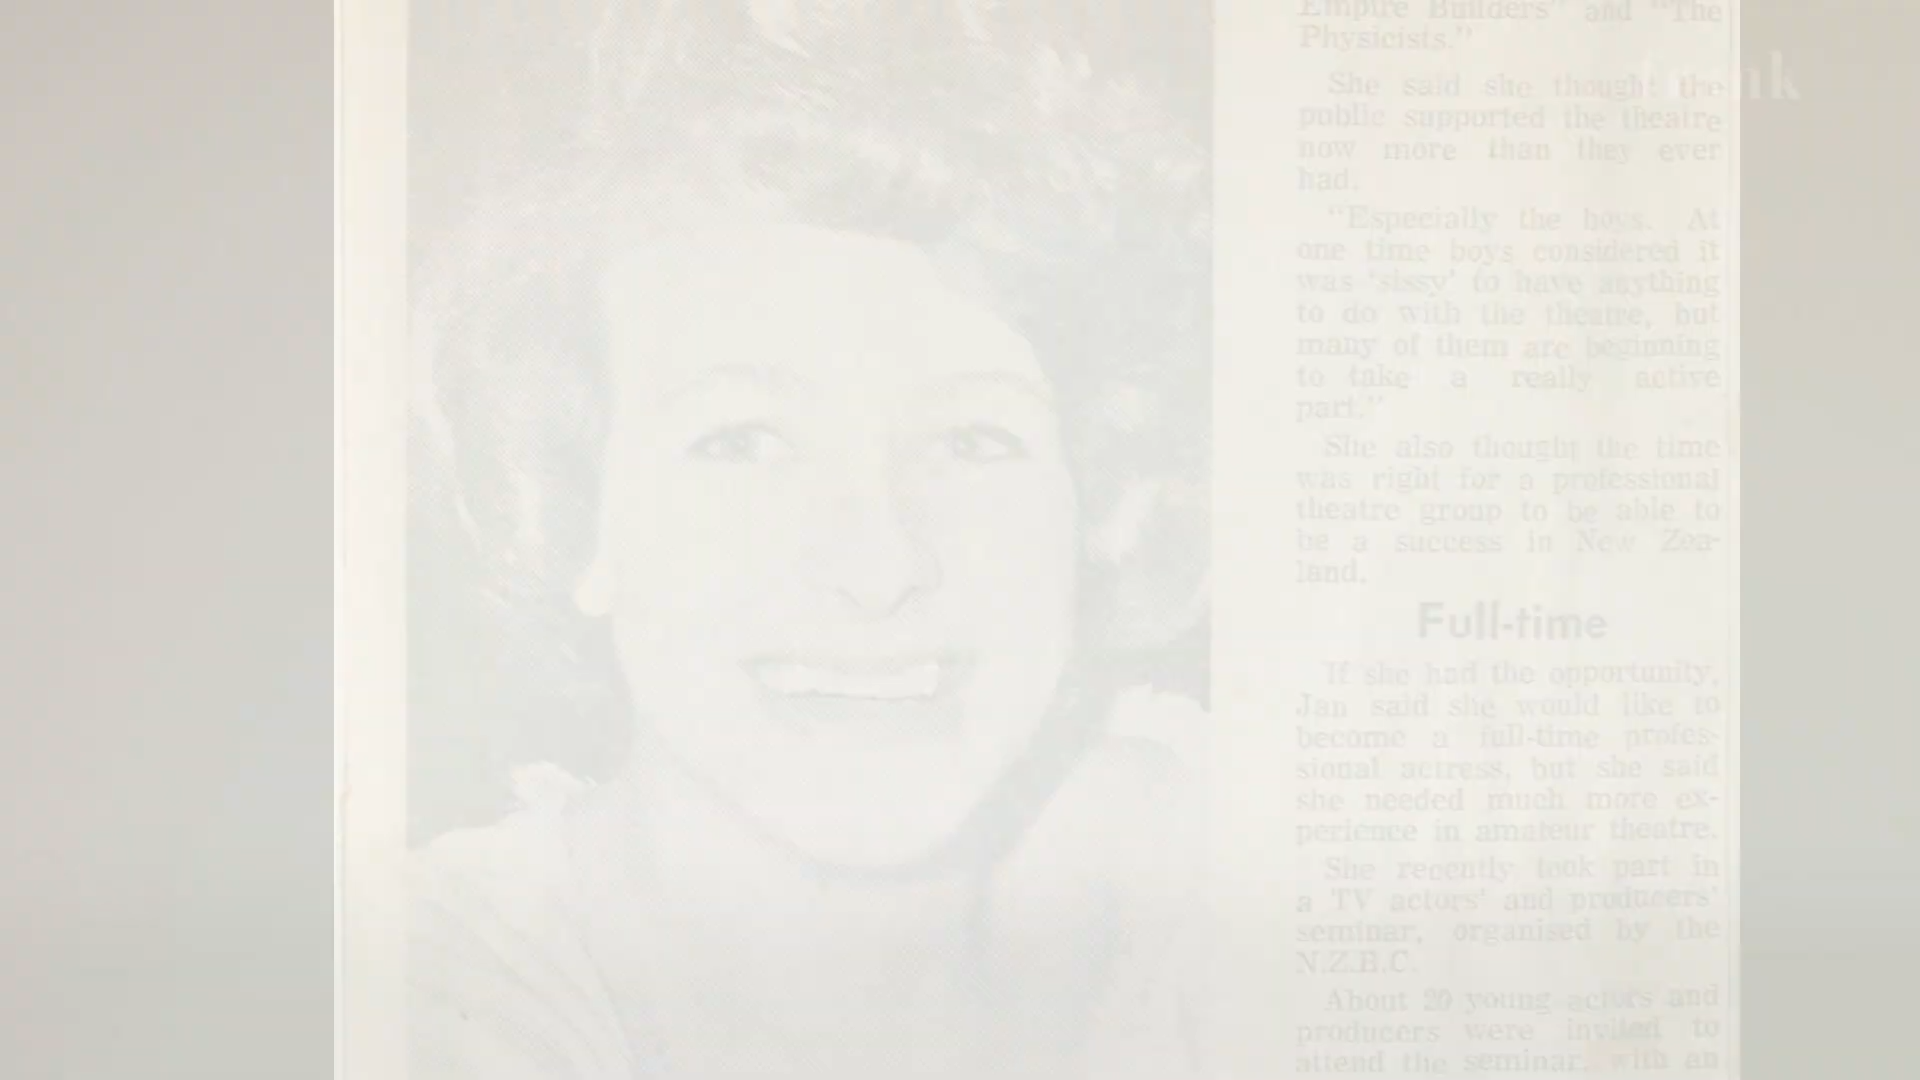 Empire Builders" and "The
Physicists."
She said she thought the
public supported the theatre
now more than they ever
had.
"Especially the boys. At
one time boys considered it
was 'sissy' to have anything
to do with the theatre, but
many of them are beginning
to take a really active
part."
She also thought the time
was right for a professional
theatre group to be able to
be a success in New Zea-
land.
Full-time
If she had the opportunity,
Jan said she would like to
become a full-time profes-
sional actress, but she said
she needed much more ex-
perience in amateur theatre.
She recently took part in
a TV actors' and producers'
seminar, organised by the
N.Z.B.C.
About 20 young actors and
producers were invited to
attend the seminar, with an